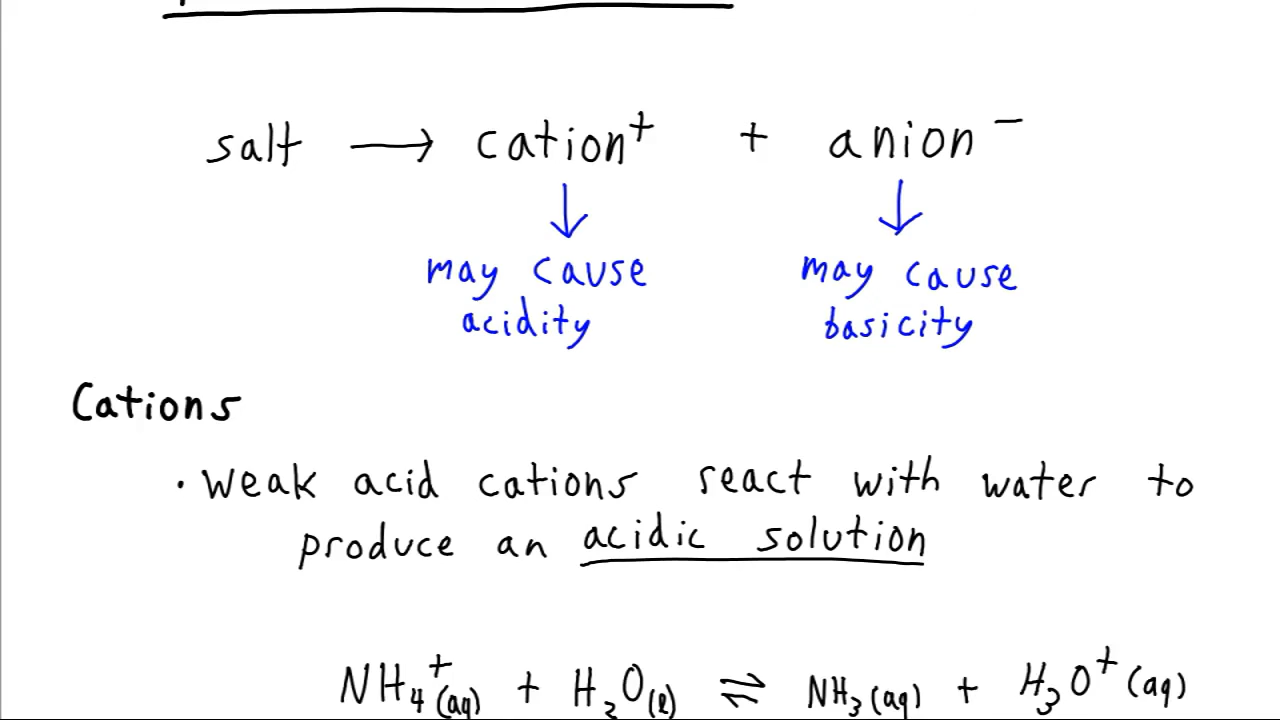 salt → cation⁺ + anion⁻
↓ ↓
may cause may cause
acidity basicity
Cations
· weak acid cations react with water to
produce an acidic solution
NH₄⁺(aq) + H₂O(l) ⇌ NH₃(aq) + H₃O⁺(aq)